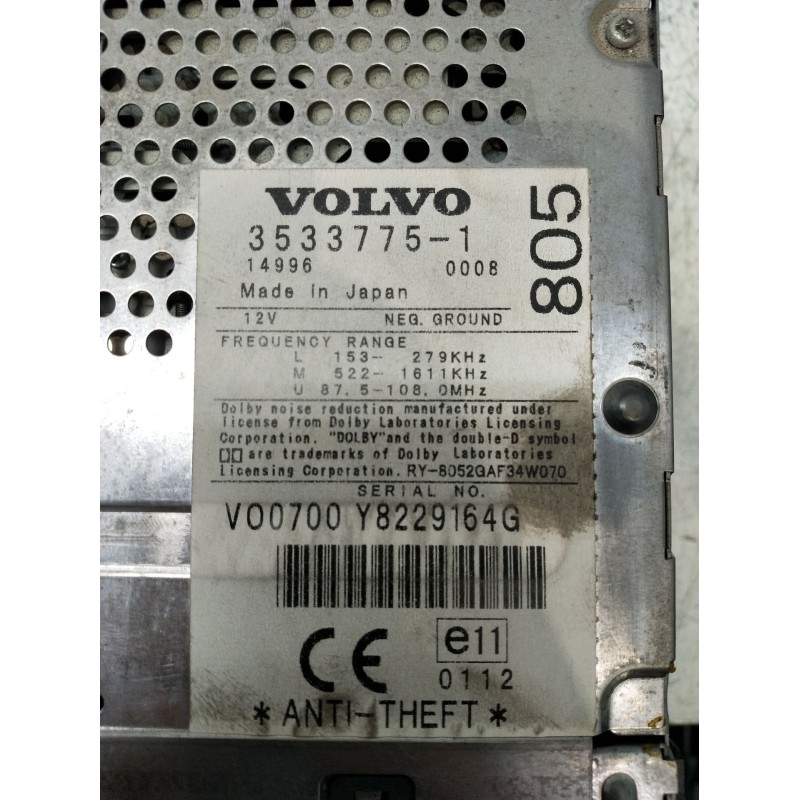 VOLVO
3533775-1
14996 0008
Made in Japan
805
12V NEG. GROUND
FREQUENCY RANGE
L 153- 279KHz
M 522-1611KHz
U 87.5-108.0MHz
Dolby noise reduction manufactured under
license from Dolby Laboratories Licensing
Corporation. "DOLBY"and the double-D symbol
are trademarks of Dolby Laboratories
Licensing Corporation. RY-8052GAF34W070
SERIAL NO.
VO0700 Y8229164G
CE
e11
0112
* ANTI-THEFT *